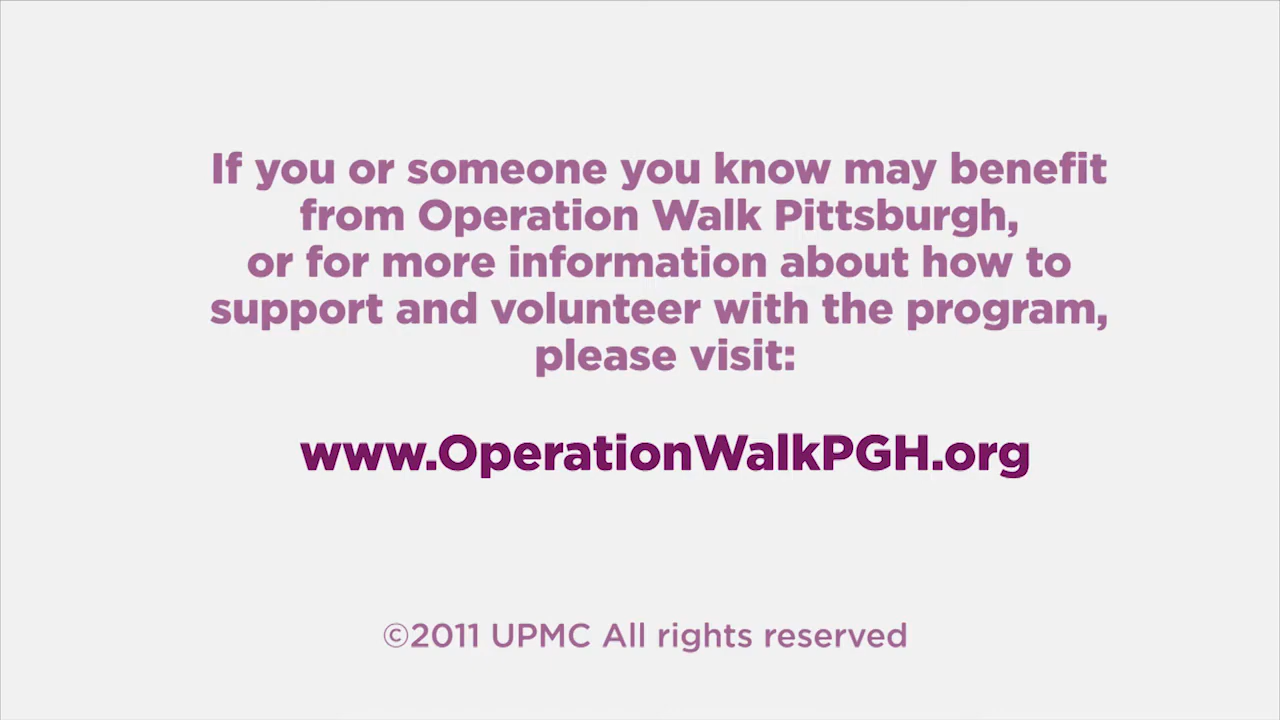 If you or someone you know may benefit
from Operation Walk Pittsburgh,
or for more information about how to
support and volunteer with the program,
please visit:
www.OperationWalkPGH.org
©2011 UPMC All rights reserved